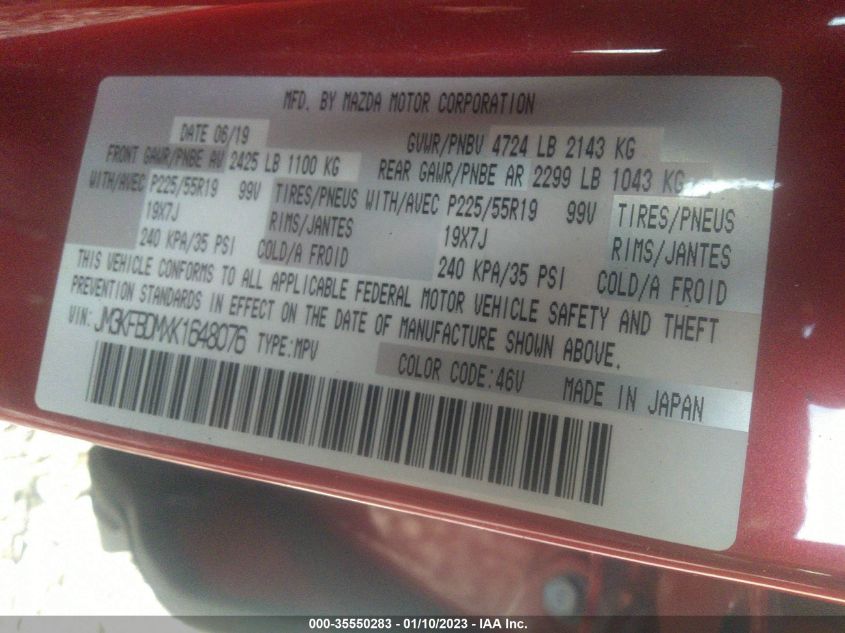 MFD. BY MAZDA MOTOR CORPORATION
DATE 06/19
GVWR/PNBV 4724 LB 2143 KG
FRONT GAWR/PNBE AV 2425 LB 1100 KG
REAR GAWR/PNBE AR 2299 LB 1043 KG
WITH/AVEC P225/55R19 99V TIRES/PNEUS
19X7J RIMS/JANTES
240 KPA/35 PSI COLD/A FROID
WITH/AVEC P225/55R19 99V TIRES/PNEUS
19X7J RIMS/JANTES
240 KPA/35 PSI COLD/A FROID
THIS VEHICLE CONFORMS TO ALL APPLICABLE FEDERAL MOTOR VEHICLE SAFETY AND THEFT
PREVENTION STANDARDS IN EFFECT ON THE DATE OF MANUFACTURE SHOWN ABOVE.
VIN: JM3KFBDMXK1648076 TYPE:MPV
COLOR CODE:46V MADE IN JAPAN
000-35550283 - 01/10/2023 - IAA Inc.